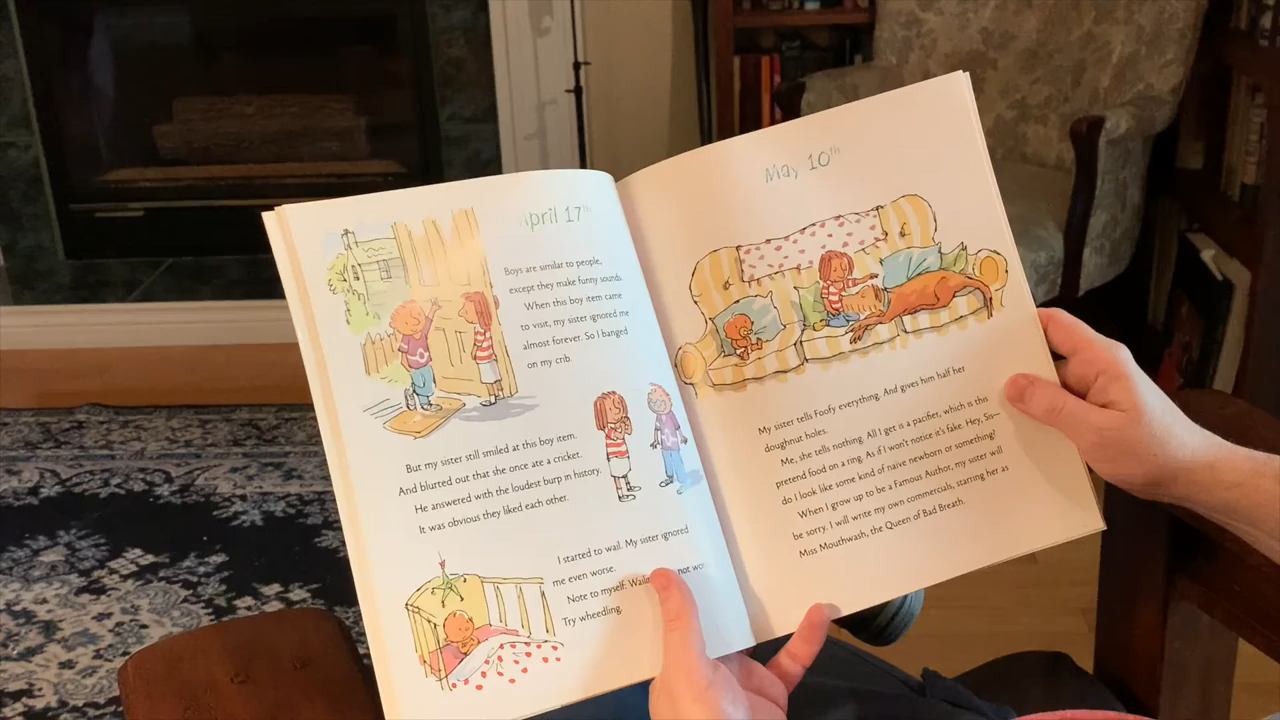 April 17th
Boys are similar to people,
except they make funny sounds.
When this boy item came
to visit, my sister ignored me
almost forever. So I banged
on my crib.
But my sister still smiled at this boy item.
And blurted out that she once ate a cricket.
He answered with the loudest burp in history.
It was obvious they liked each other.
I started to wail. My sister ignored
me even worse.
Note to myself: not
Try wheedling.
May 10th
My sister tells Foofy everything. And gives him half her
doughnut holes.
Me, she tells nothing. All I get is a pacifier, which is this
pretend food on a ring. As if I won't notice it's fake. Hey, Sis—
do I look like some kind of naive newborn or something?
When I grow up to be a Famous Author, my sister will
be sorry. I will write my own commercials, starring her as
Miss Mouthwash, the Queen of Bad Breath.